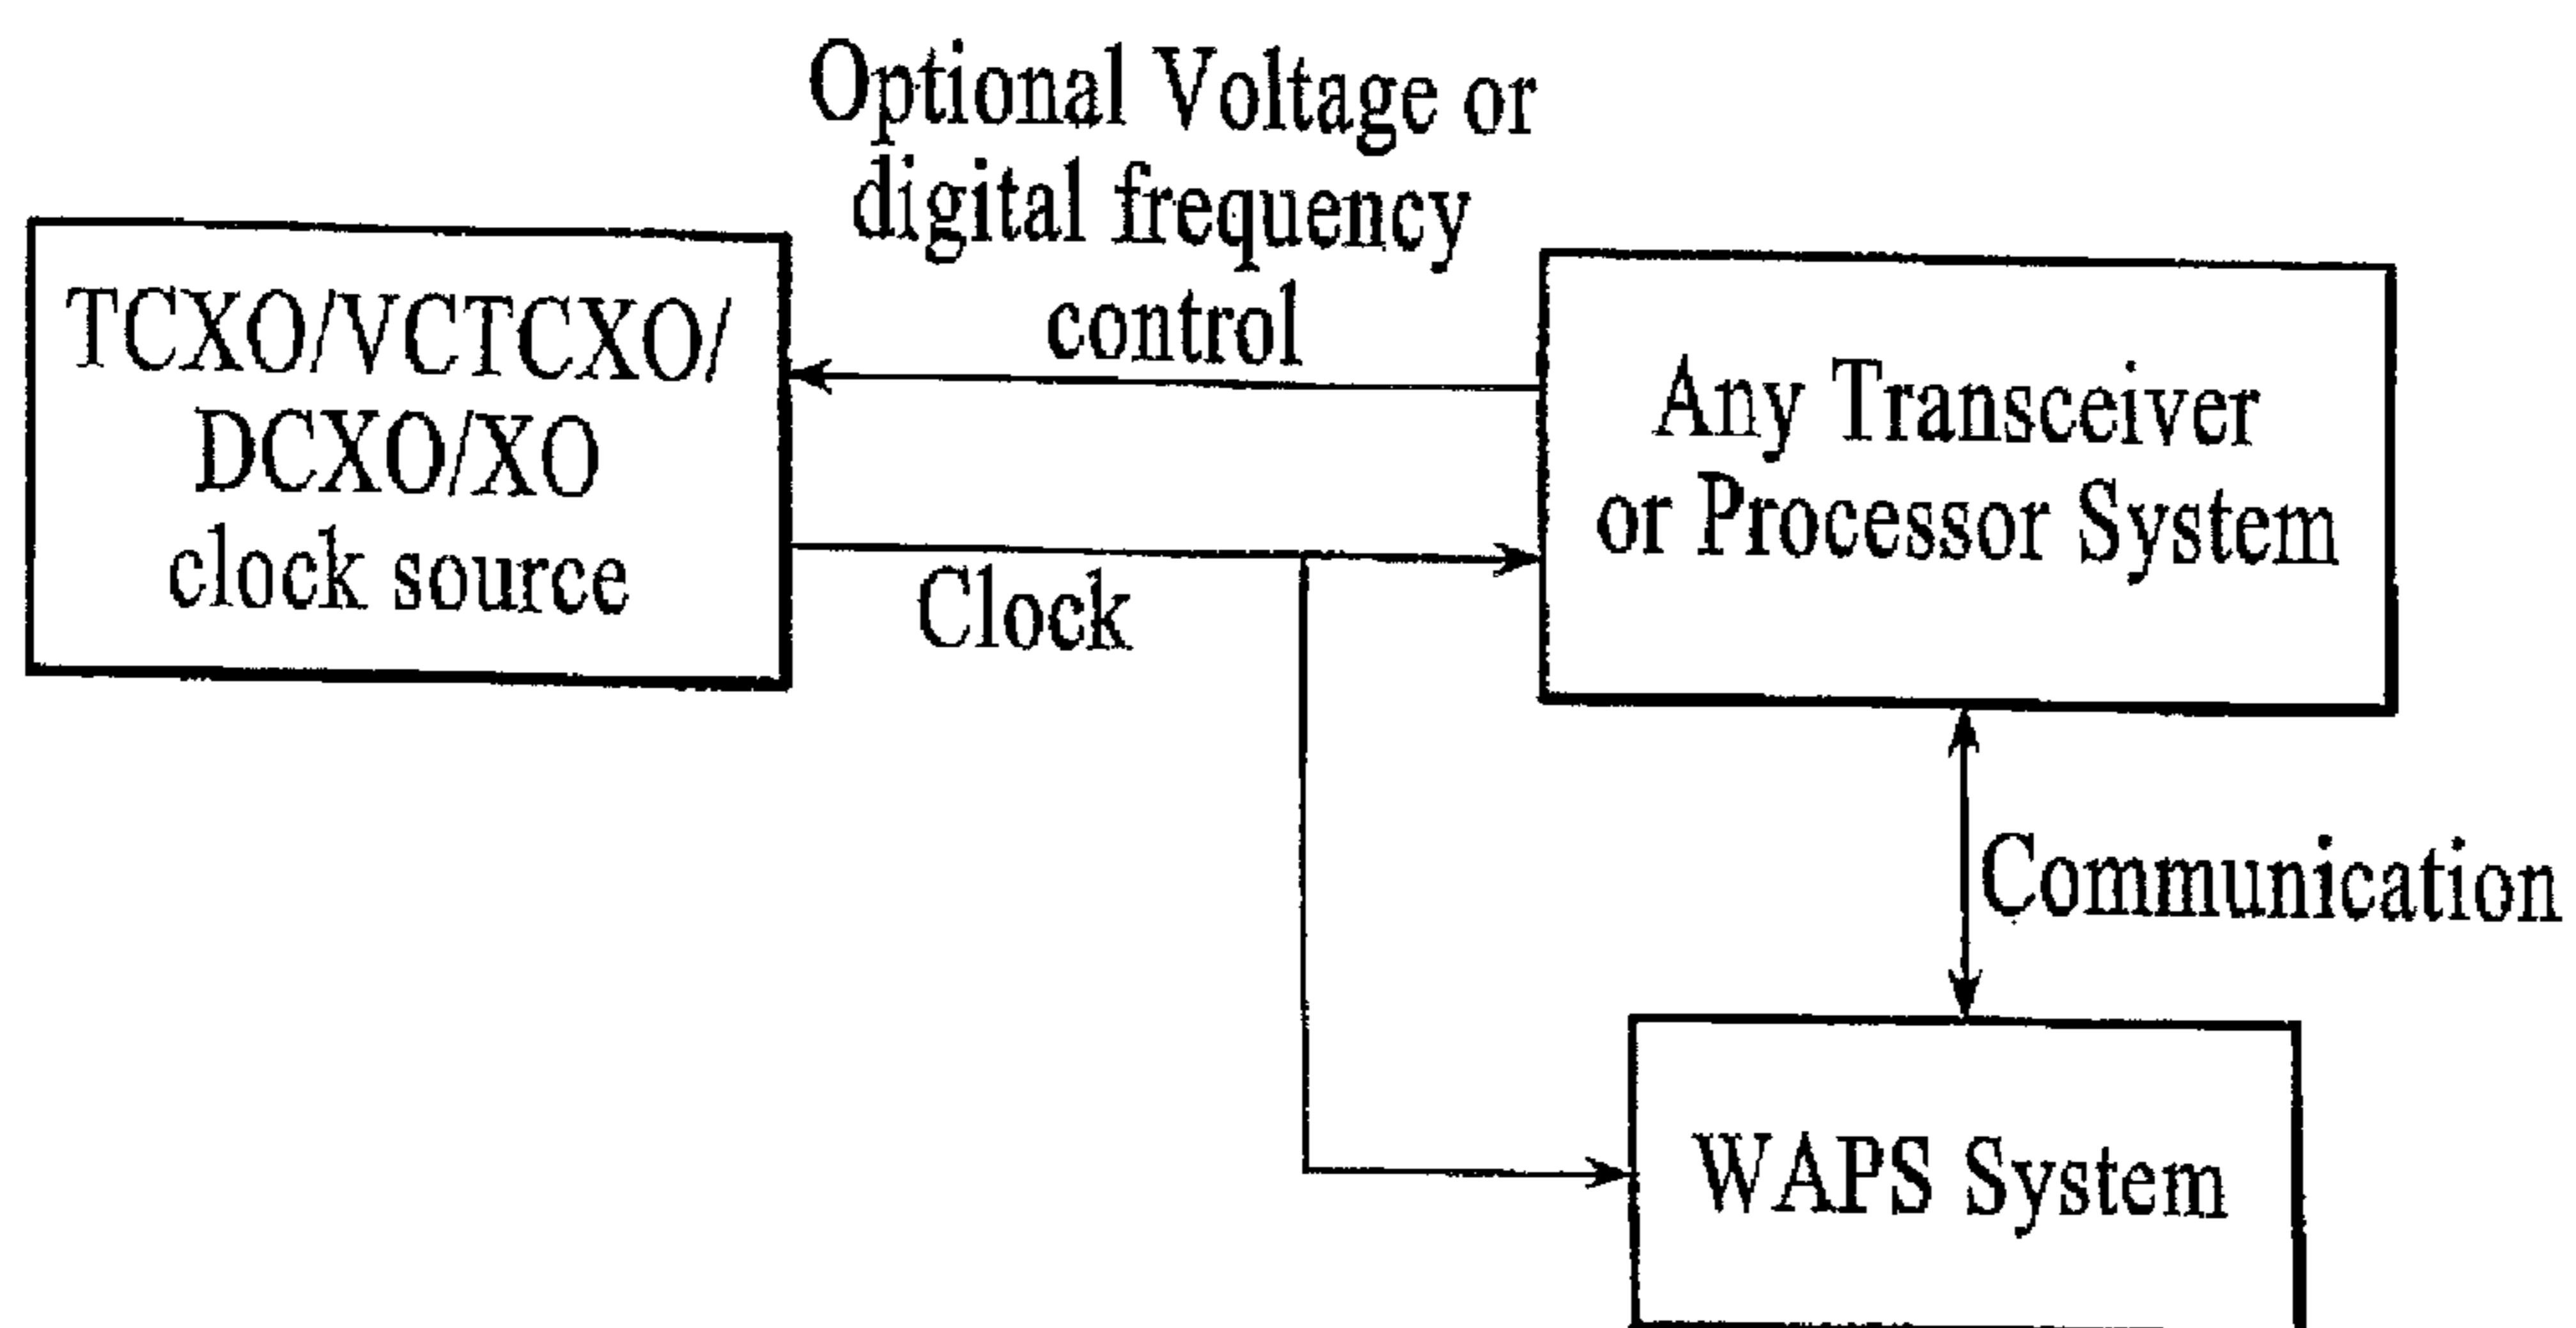 Optional Voltage or
digital frequency
control
TCXO/VCTCXO/
DCXO/XO
clock source
Any Transceiver
or Processor System
Clock
Communication
WAPS System